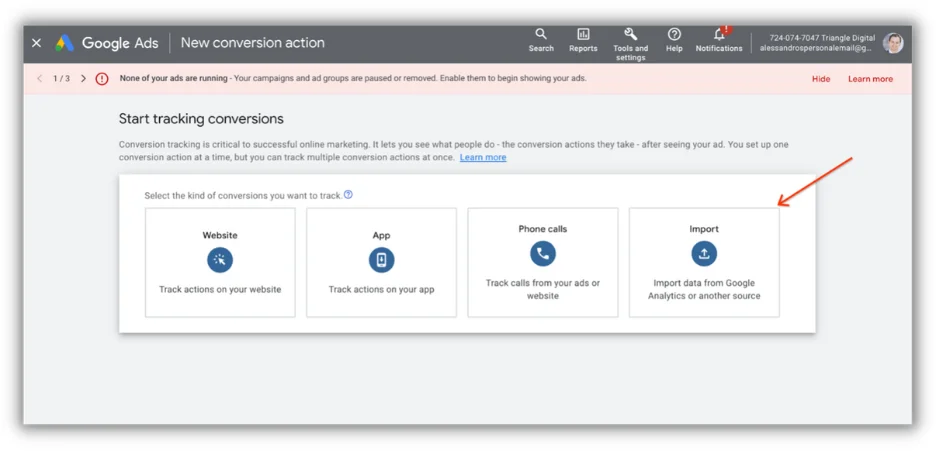 Google Ads
New conversion action
Search
Reports
Tools and
settings
Help
Notifications
724-074-7047 Triangle Digital
alessandrospersonalemail@g...
1 / 3
None of your ads are running - Your campaigns and ad groups are paused or removed. Enable them to begin showing your ads.
Hide
Learn more
Start tracking conversions
Conversion tracking is critical to successful online marketing. It lets you see what people do - the conversion actions they take - after seeing your ad. You set up one
conversion action at a time, but you can track multiple conversion actions at once. Learn more
Select the kind of conversions you want to track.
Website
Track actions on your website
App
Track actions on your app
Phone calls
Track calls from your ads or
website
Import
Import data from Google
Analytics or another source